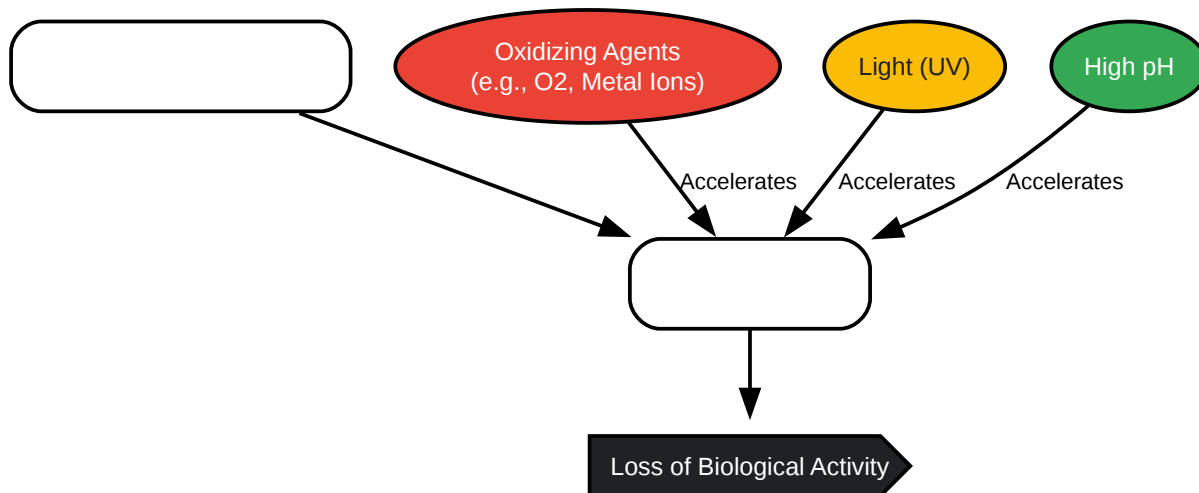 Oxidizing Agents
(e.g., O2, Metal Ions)
Light (UV)
High pH
Accelerates
Accelerates
Accelerates
Loss of Biological Activity